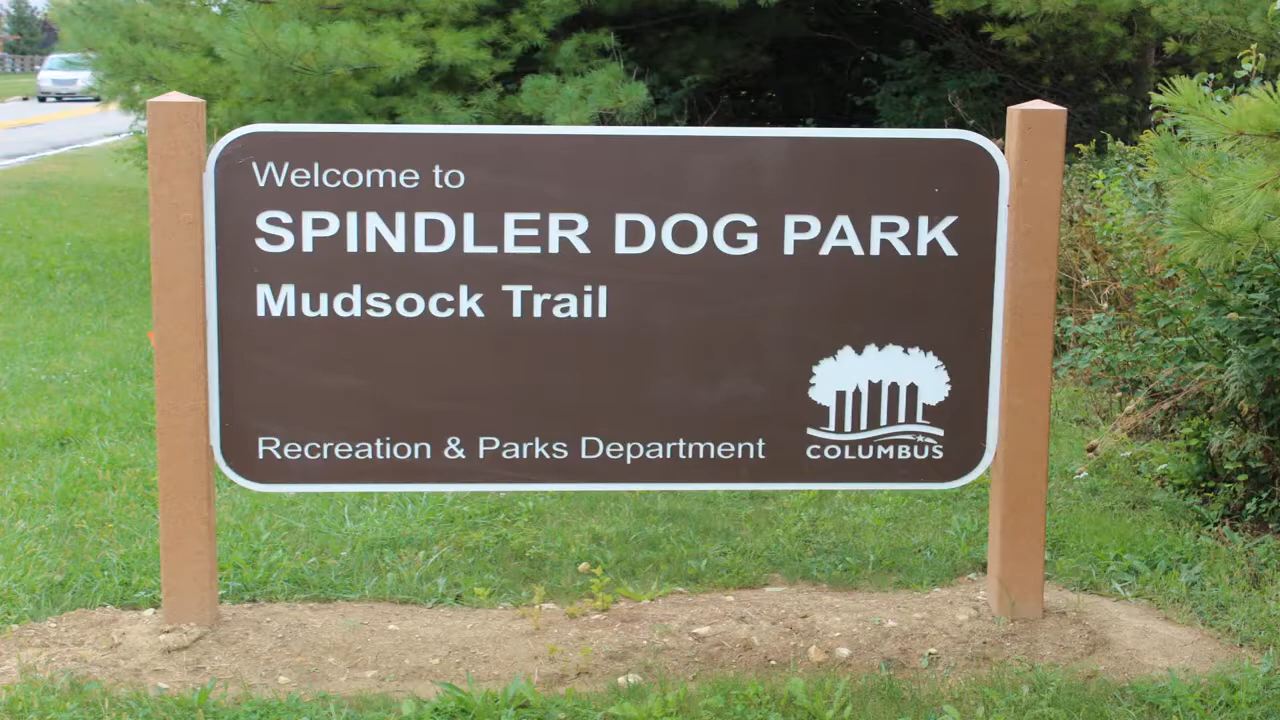 Welcome to
SPINDLER DOG PARK
Mudsock Trail
Recreation & Parks Department
COLUMBUS